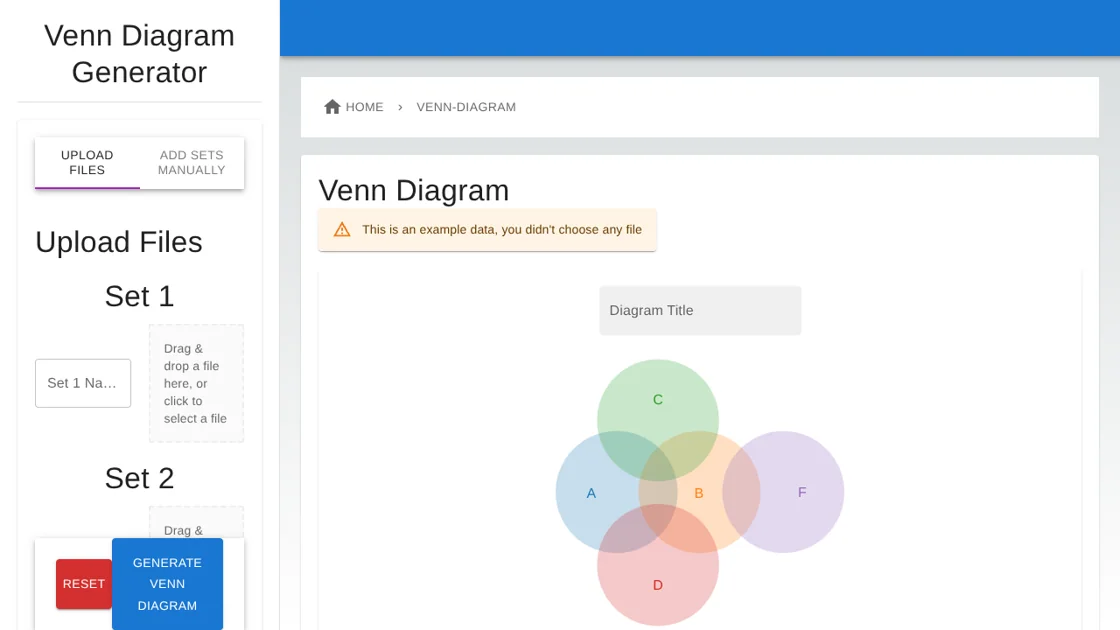 Venn Diagram
Generator
UPLOAD
FILES
ADD SETS
MANUALLY
Upload Files
Set 1
Set 1 Na…
Drag &
drop a file
here, or
click to
select a file
Set 2
Drag &
RESET
GENERATE
VENN
DIAGRAM
HOME › VENN-DIAGRAM
Venn Diagram
This is an example data, you didn't choose any file
Diagram Title
C
A
B
F
D